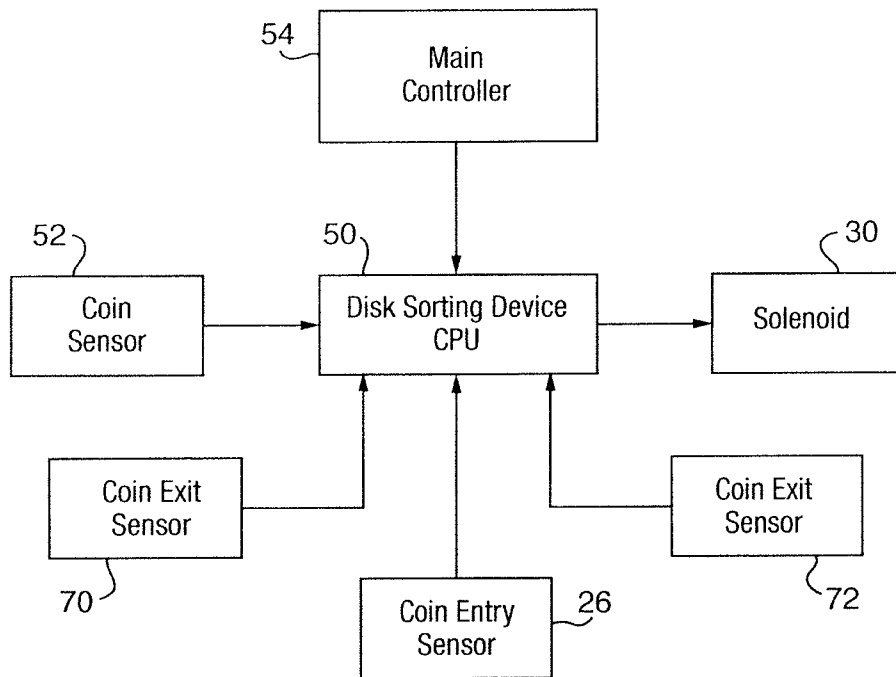 54
Main
Controller
52
50
30
Coin
Sensor
Disk Sorting Device
CPU
Solenoid
Coin Exit
Sensor
Coin Exit
Sensor
70
Coin Entry
Sensor
26
72